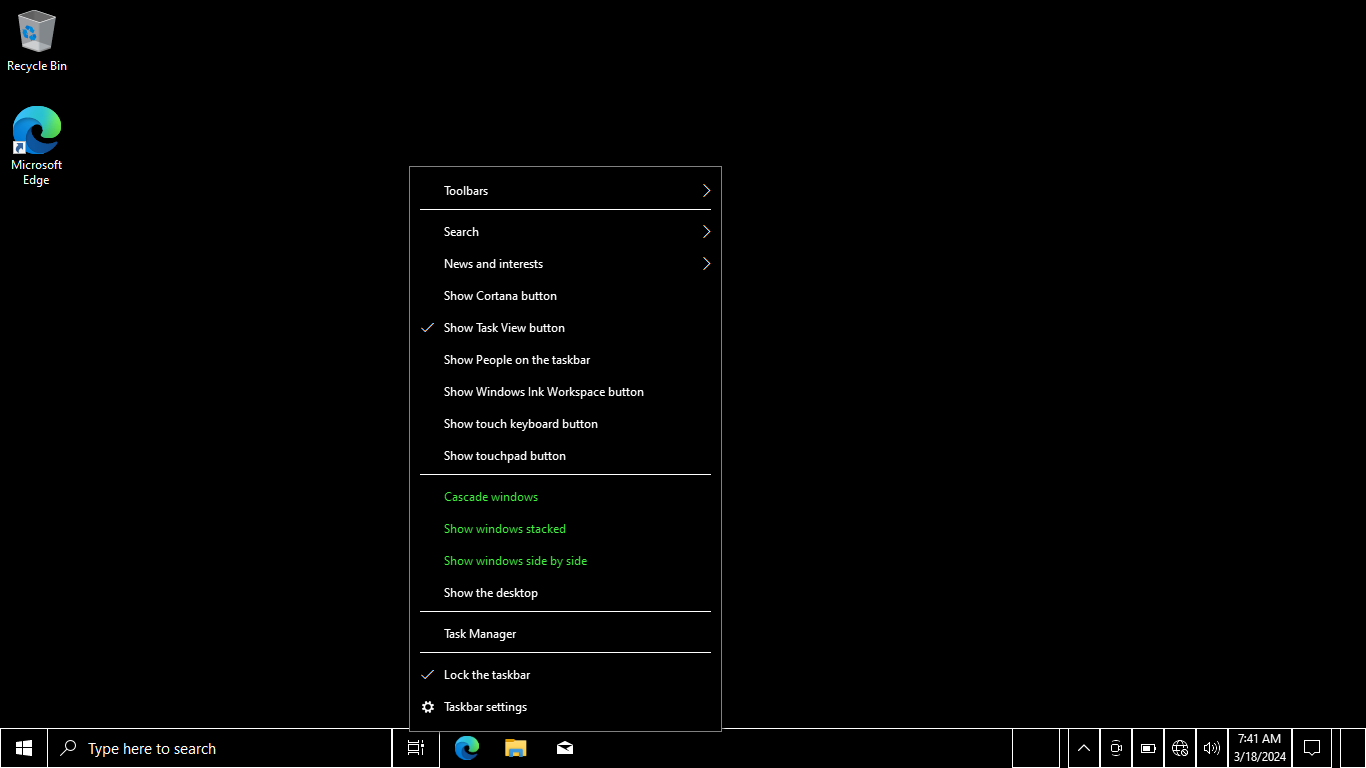 Recycle Bin
Microsoft
Edge
Toolbars
Search
News and interests
Show Cortana button
Show Task View button
Show People on the taskbar
Show Windows Ink Workspace button
Show touch keyboard button
Show touchpad button
Cascade windows
Show windows stacked
Show windows side by side
Show the desktop
Task Manager
Lock the taskbar
Taskbar settings
Type here to search
7:41 AM
3/18/2024